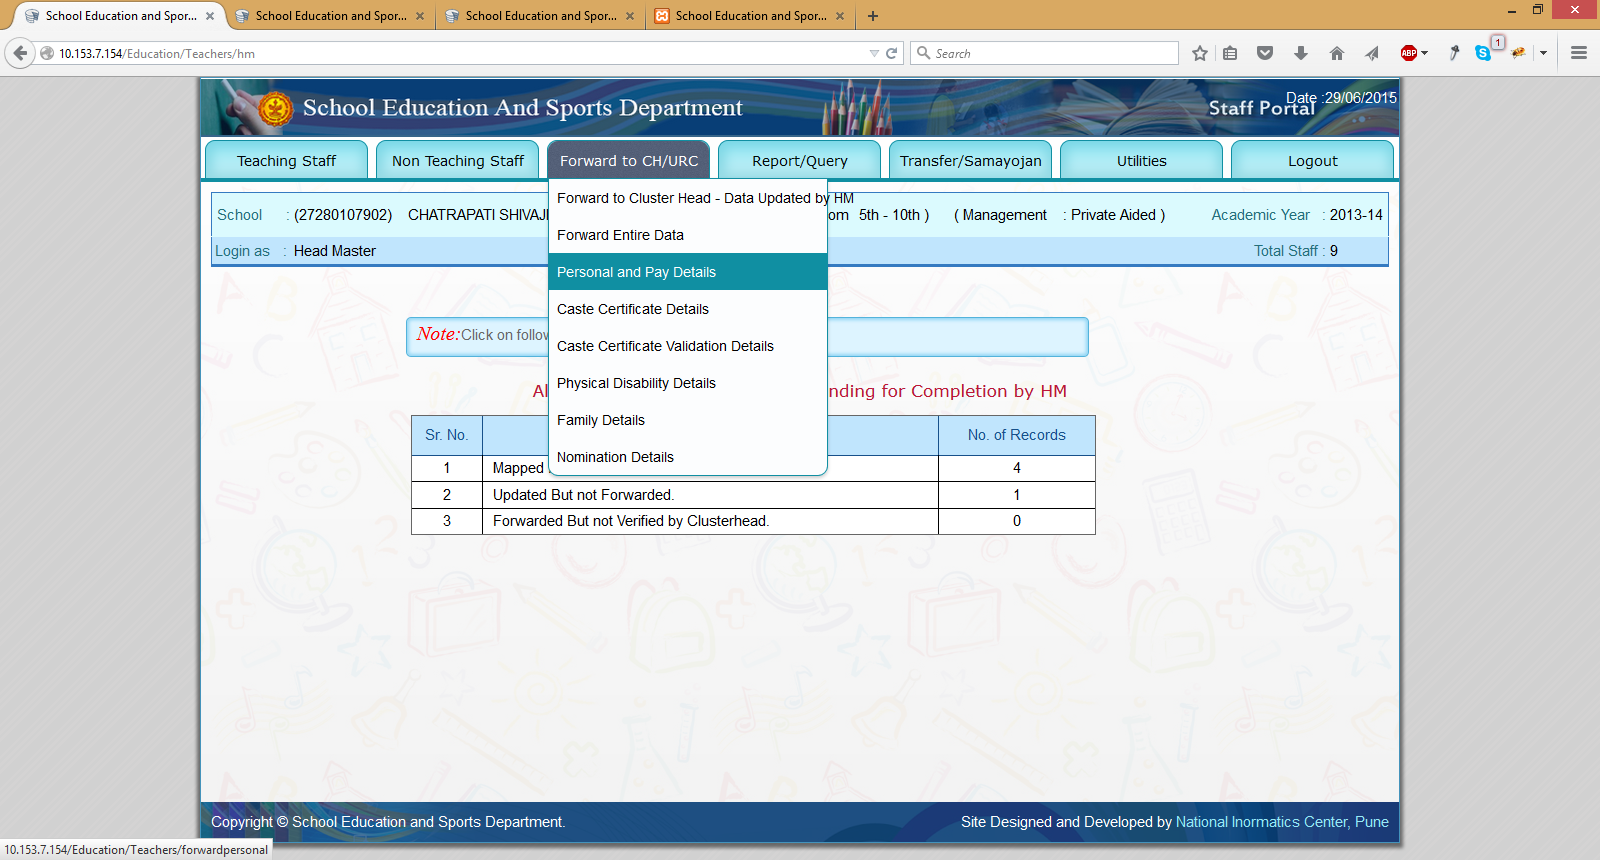 School Education and Spor... × School Education and Spor... × School Education and Spor... × School Education and Spor... × +
10.153.7.154/Education/Teachers/hm Search ABP 1
School Education And Sports Department
Date :29/06/2015
Staff Portal
Teaching Staff Non Teaching Staff Forward to CH/URC Report/Query Transfer/Samayojan Utilities Logout
Forward to Cluster Head - Data Updated by HM
School : (27280107902) 5th - 10th ) ( Management : Private Aided ) Academic Year : 2013-14
CHATRAPATI
Forward Entire Data
Login as : Head Master Total Staff : 9
Personal and Pay Details
Caste Certificate Details
Note:Click on
Caste Certificate Validation Details
Physical Disability Details
for Completion by HM
Family Details
Sr. No. No. of Records
Nomination Details
1 Mapped 4
2 Updated But not Forwarded. 1
3 Forwarded But not Verified by Clusterhead. 0
Copyright © School Education and Sports Department. Site Designed and Developed by National Inormatics Center, Pune
10.153.7.154/Education/Teachers/forwardpersonal